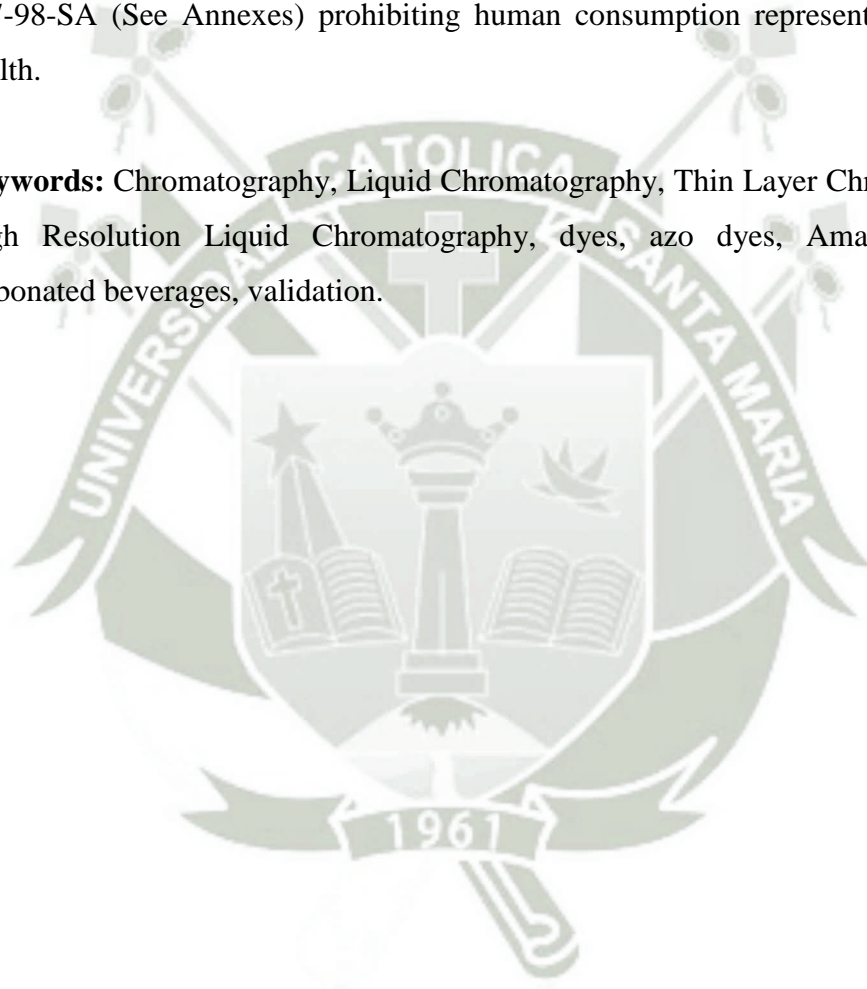 7-98-SA (See Annexes) prohibiting human consumption represent
lth.
ywords: Chromatography, Liquid Chromatography, Thin Layer Chr
gh Resolution Liquid Chromatography, dyes, azo dyes, Ama
bonated beverages, validation.
UNIVERSIDAD CATOLICA SANTA MARIA
1961